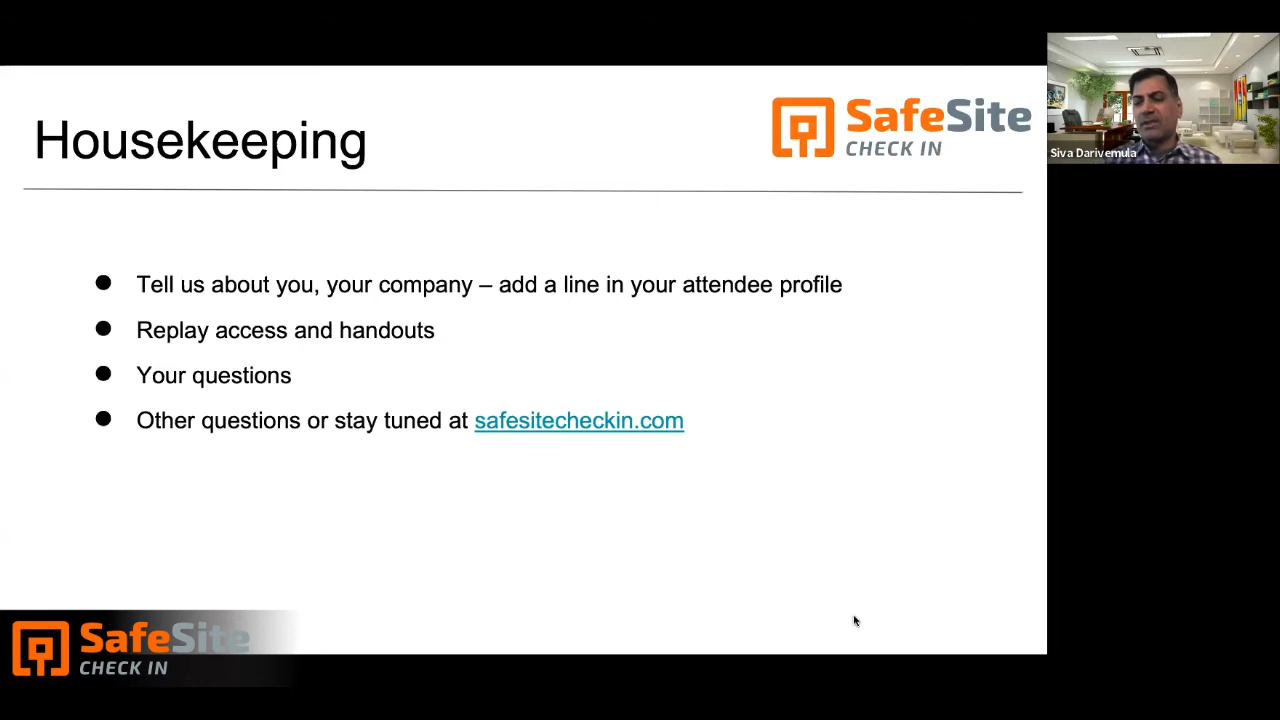 Housekeeping
SafeSite
CHECK IN
Siva Darivemula
Tell us about you, your company – add a line in your attendee profile
Replay access and handouts
Your questions
Other questions or stay tuned at safesitecheckin.com
SafeSite
CHECK IN